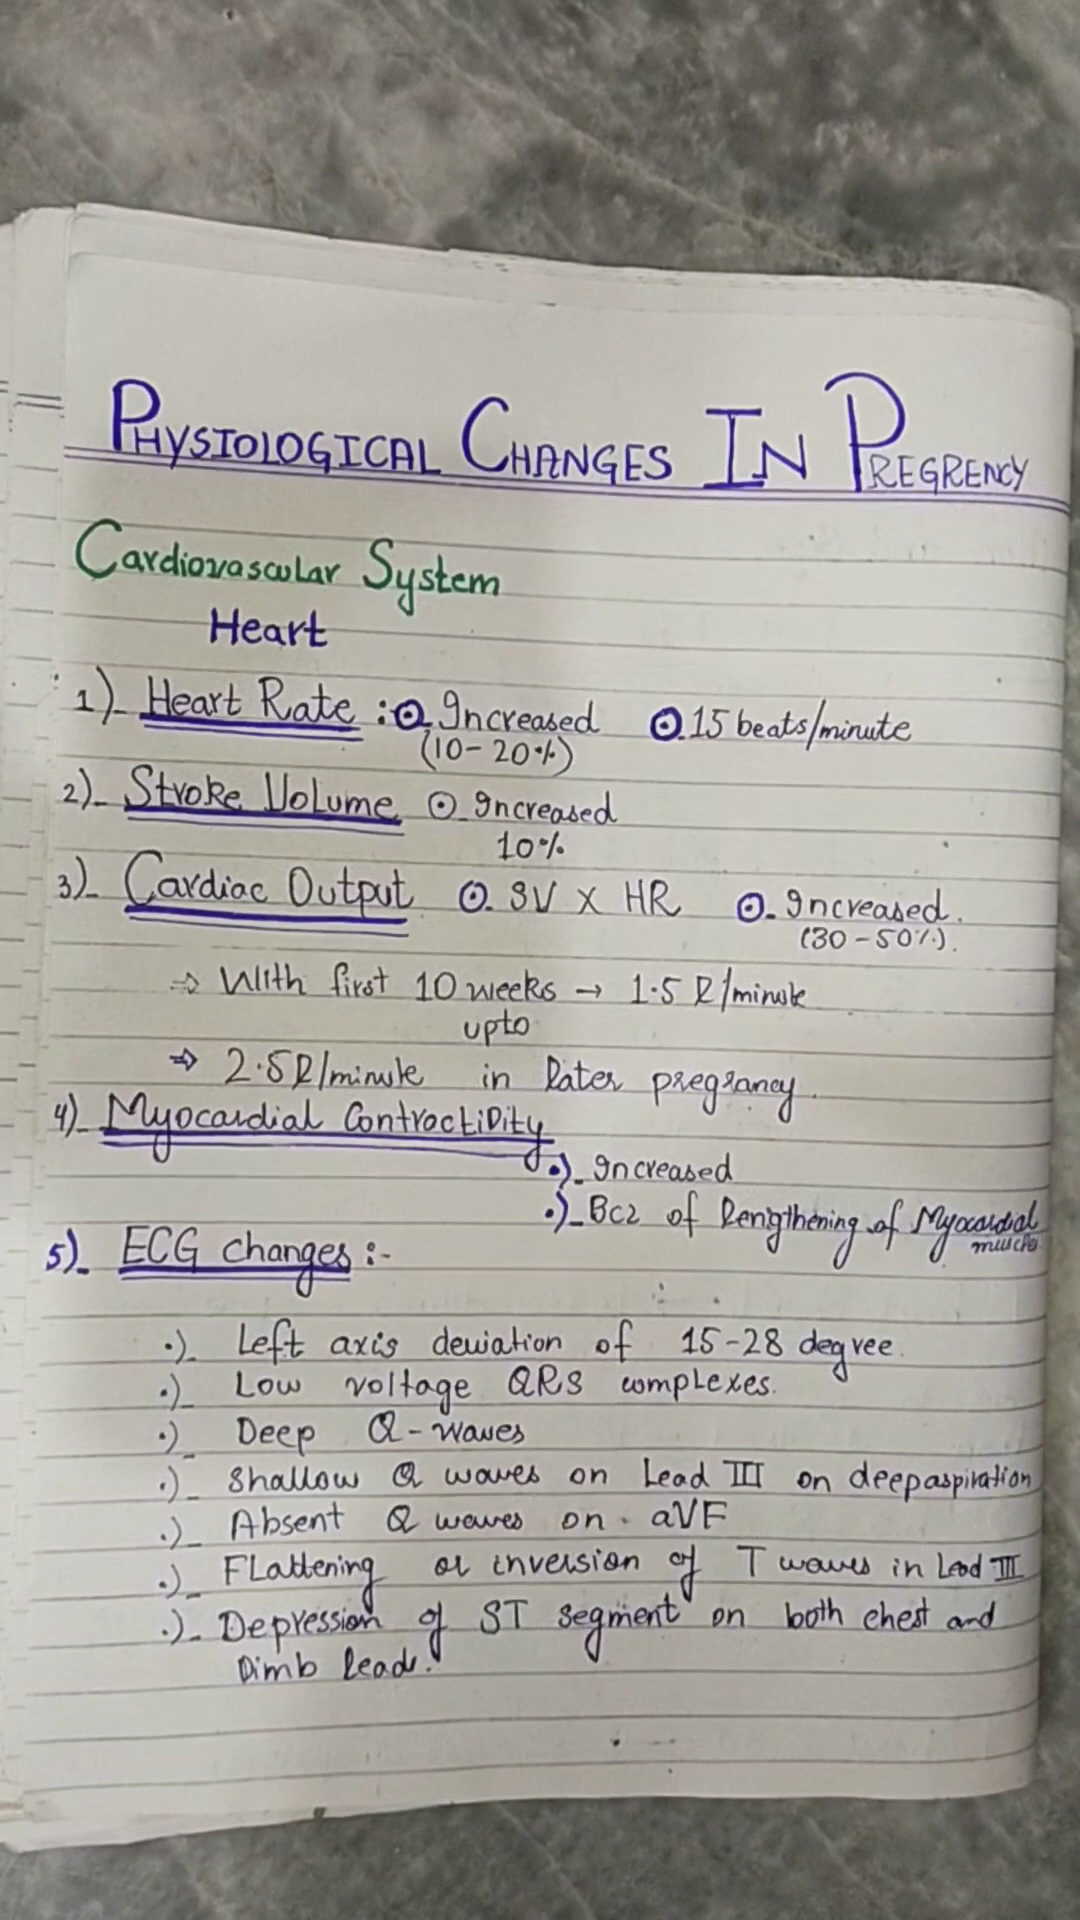 PHYSIOLOGICAL CHANGES IN PREGRENCY
Cardiovascular System
Heart
1)- Heart Rate : ⊙ Increased ⊙ 15 beats/minute
(10-20%)
2)- Stroke Volume ⊙ Increased
10%
3)- Cardiac Output ⊙. SV X HR ⊙- Increased.
(30-50%).
⇒ With first 10 weeks → 1.5 l/minute
upto
⇒ 2.5l/minute in later pregnancy.
4)- Myocardial Contractility
•)- Increased
•)- Bcz of lenigthening of Myocardial
muscle
5)- ECG changes :-
•)- Left axis deviation of 15-28 degree.
•)- Low voltage QRS complexes.
•)- Deep Q-waves
•)- Shallow Q waves on Lead III on deepaspiration
•)- Absent Q waves on aVF
•)- Flattening or inversion of T waves in Lead III
•)- Depression of ST segment on both chest and
limb leads.